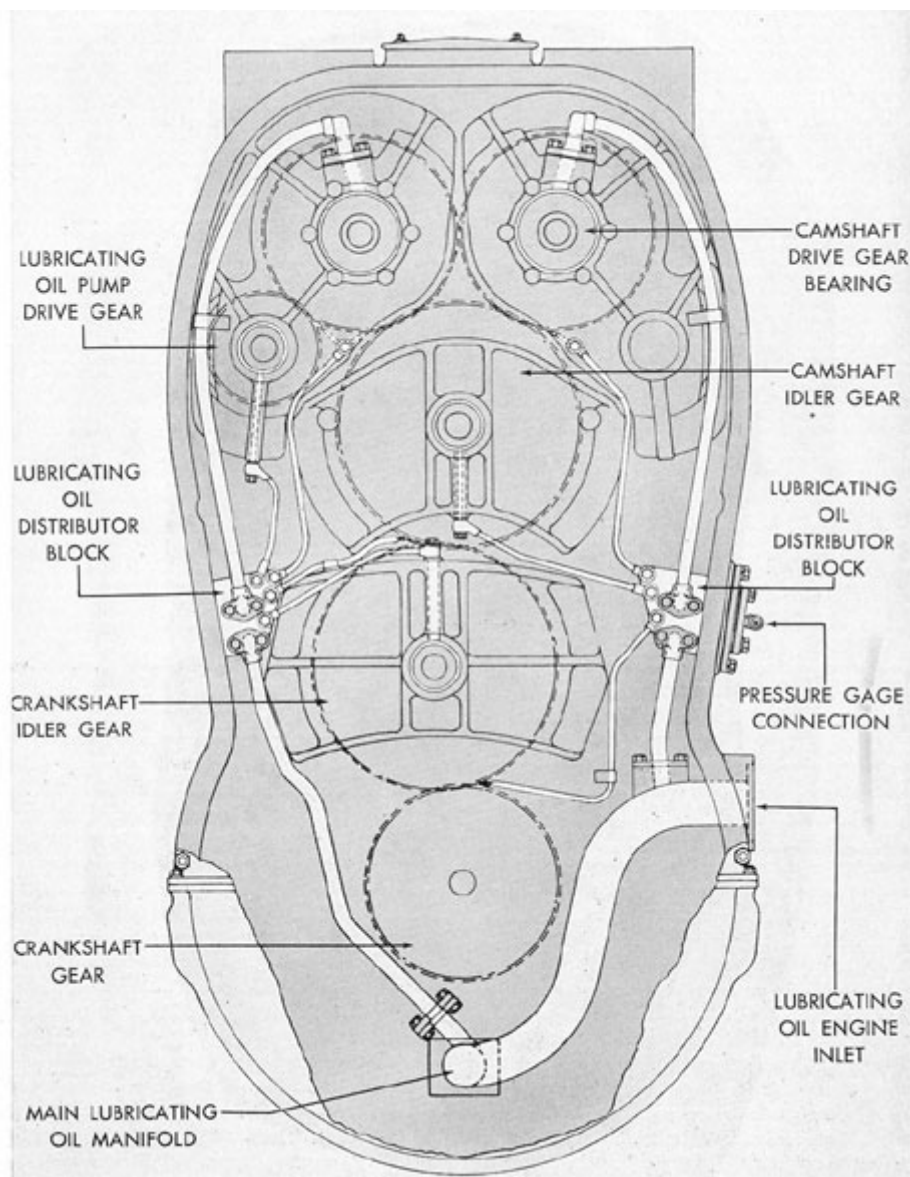 LUBRICATING
OIL PUMP
DRIVE GEAR
CAMSHAFT
DRIVE GEAR
BEARING
CAMSHAFT
IDLER GEAR
LUBRICATING
OIL
DISTRIBUTOR
BLOCK
LUBRICATING
OIL
DISTRIBUTOR
BLOCK
CRANKSHAFT
IDLER GEAR
PRESSURE GAGE
CONNECTION
CRANKSHAFT
GEAR
LUBRICATING
OIL ENGINE
INLET
MAIN LUBRICATING
OIL MANIFOLD